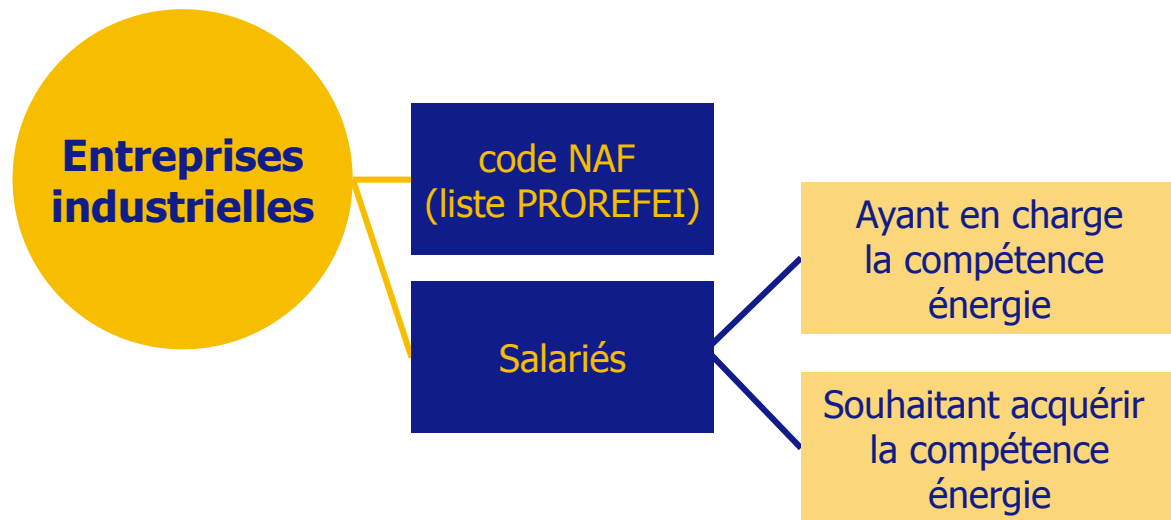 Entreprises
industrielles
code NAF
(liste PROREFEI)
Salariés
Ayant en charge
la compétence
énergie
Souhaitant acquérir
la compétence
énergie